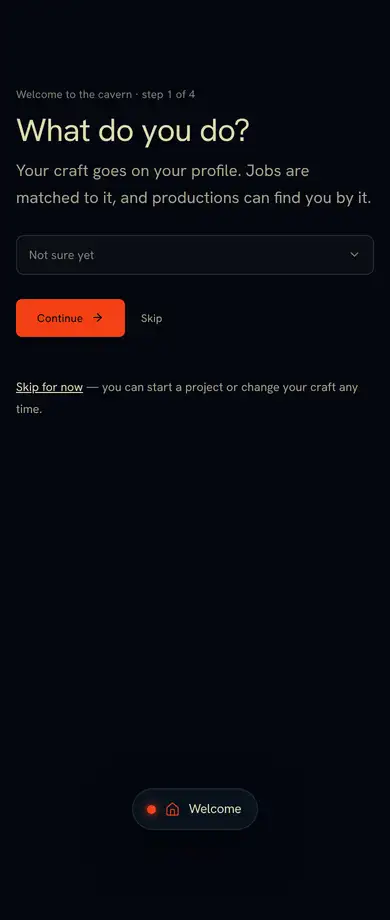 Welcome to the cavern · step 1 of 4
What do you do?
Your craft goes on your profile. Jobs are
matched to it, and productions can find you by it.
Not sure yet
Continue → Skip
Skip for now — you can start a project or change your craft any
time.
Welcome